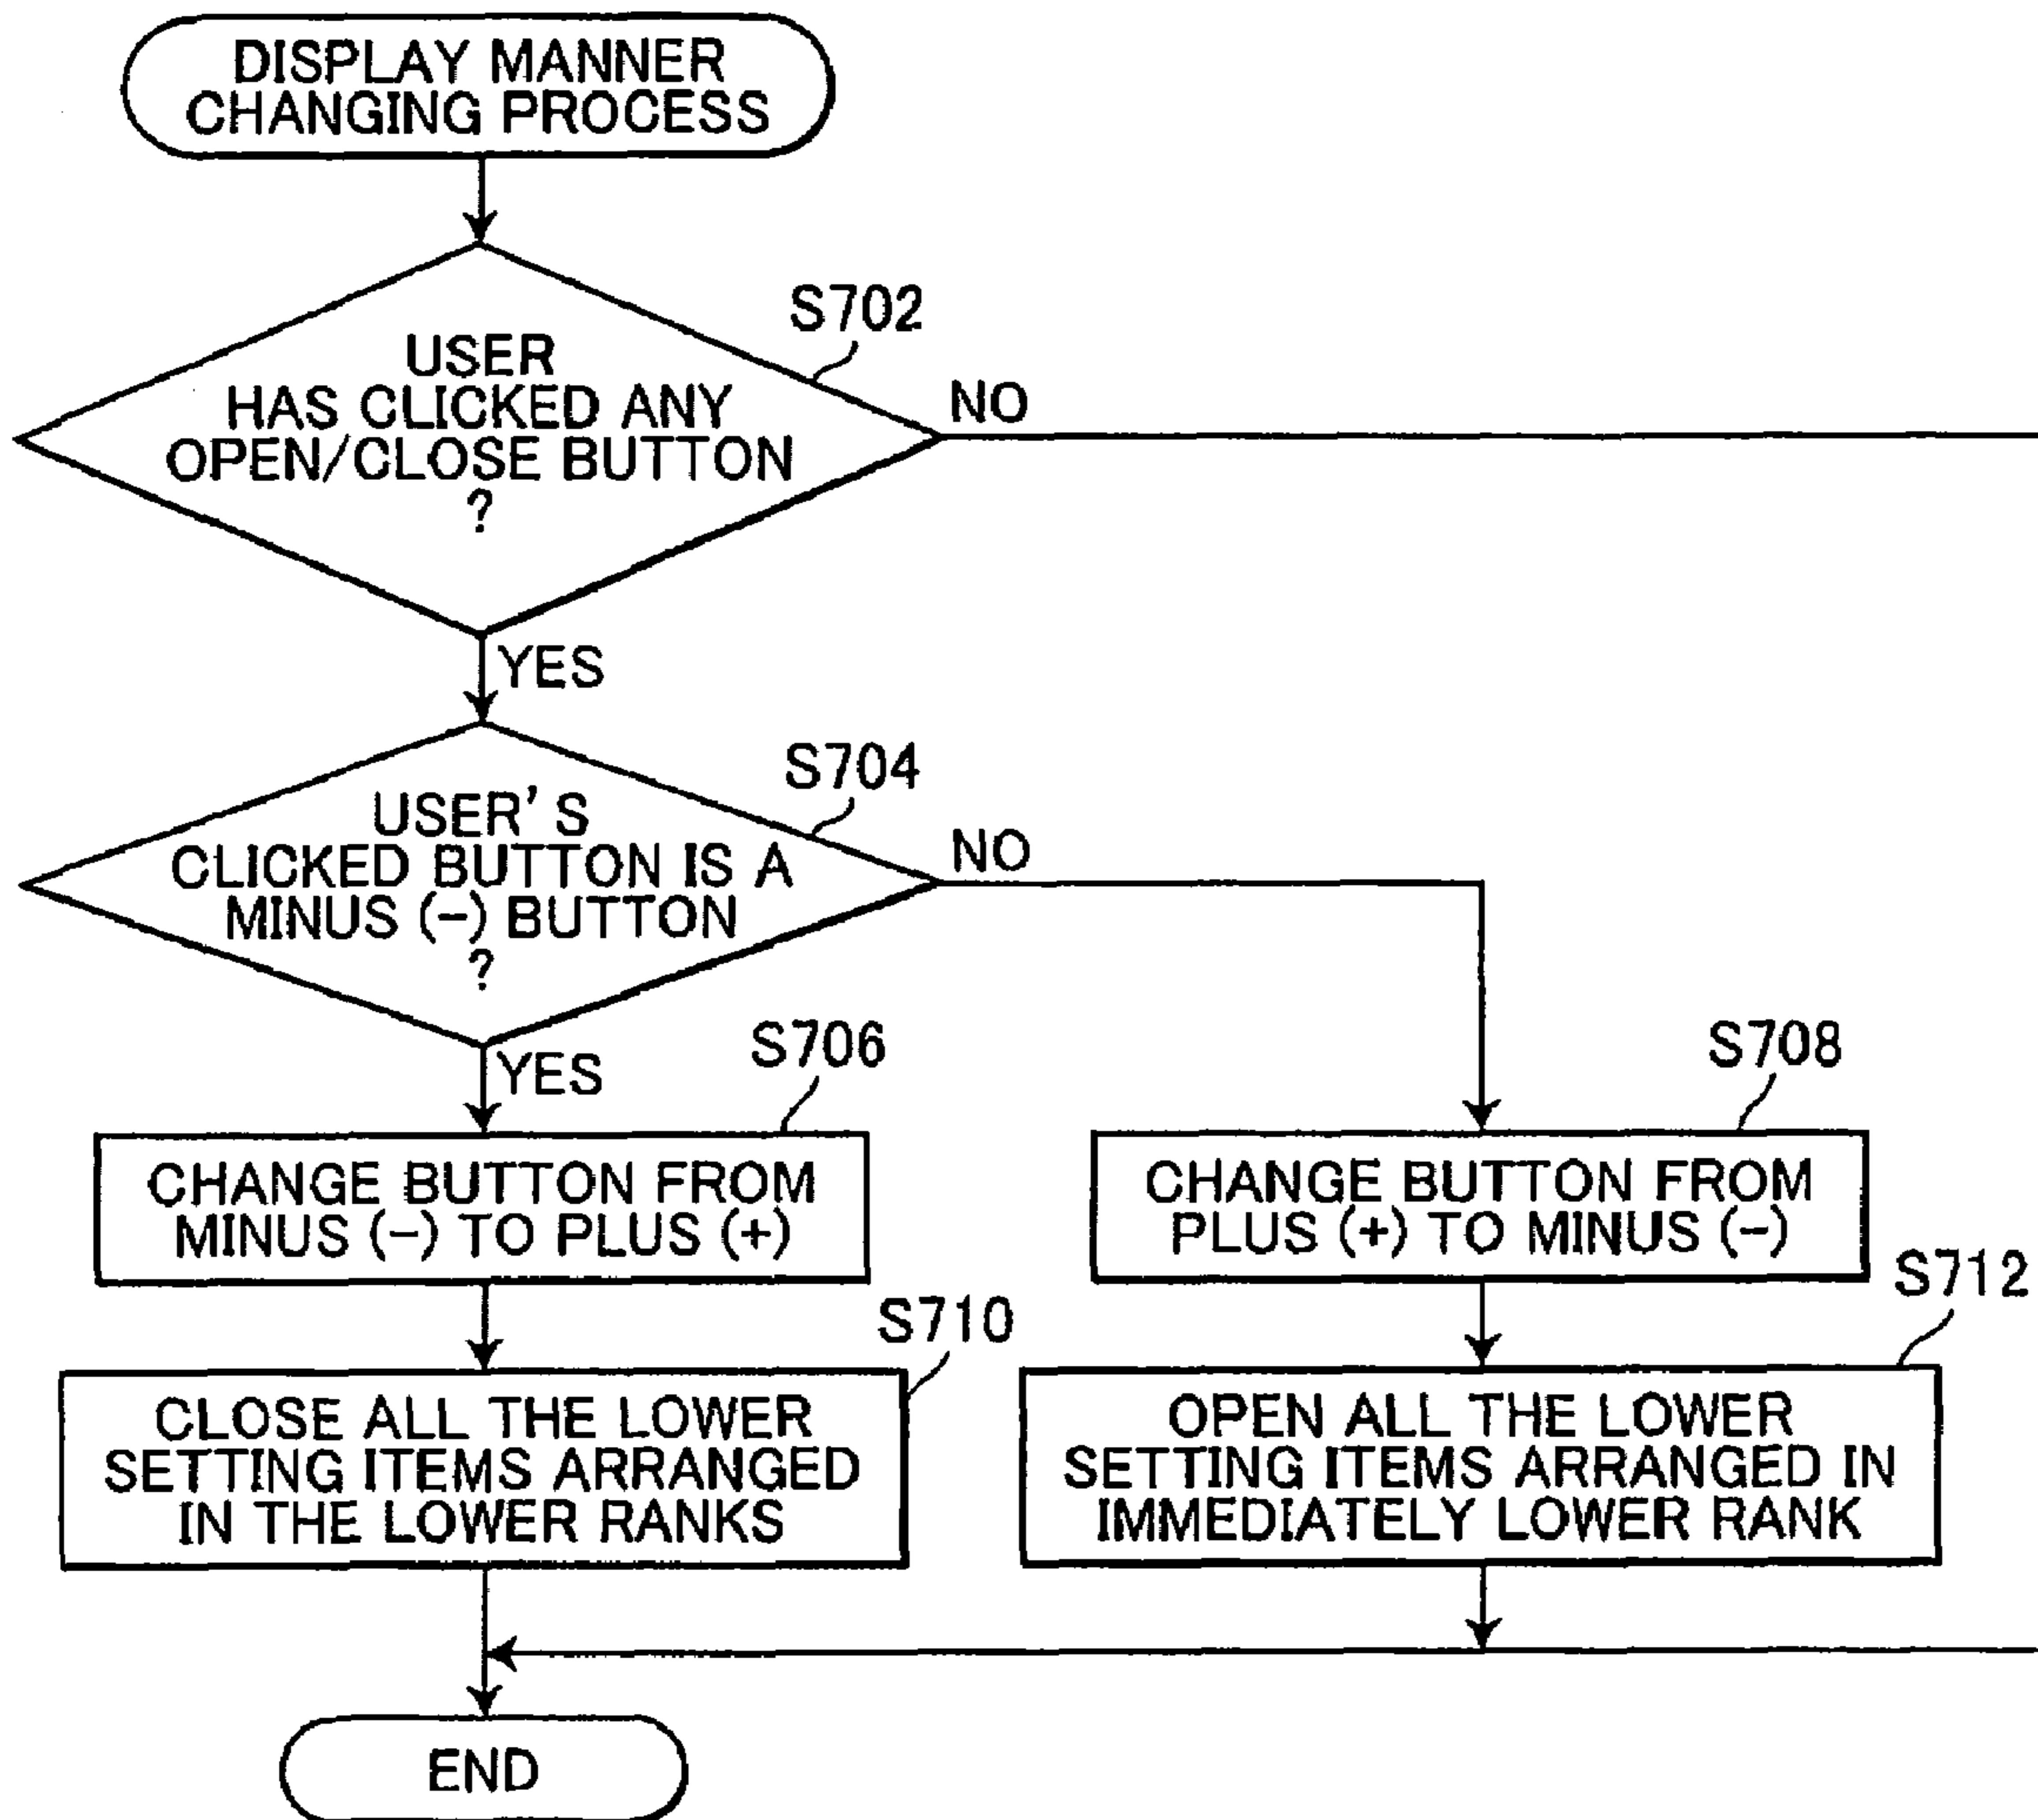 DISPLAY MANNER
CHANGING PROCESS
S702
USER
HAS CLICKED ANY
OPEN/CLOSE BUTTON
?
NO
YES
S704
USER'S
CLICKED BUTTON IS A
MINUS (-) BUTTON
?
NO
YES
S706
CHANGE BUTTON FROM
MINUS (-) TO PLUS (+)
S708
CHANGE BUTTON FROM
PLUS (+) TO MINUS (-)
S710
CLOSE ALL THE LOWER
SETTING ITEMS ARRANGED
IN THE LOWER RANKS
S712
OPEN ALL THE LOWER
SETTING ITEMS ARRANGED IN
IMMEDIATELY LOWER RANK
END